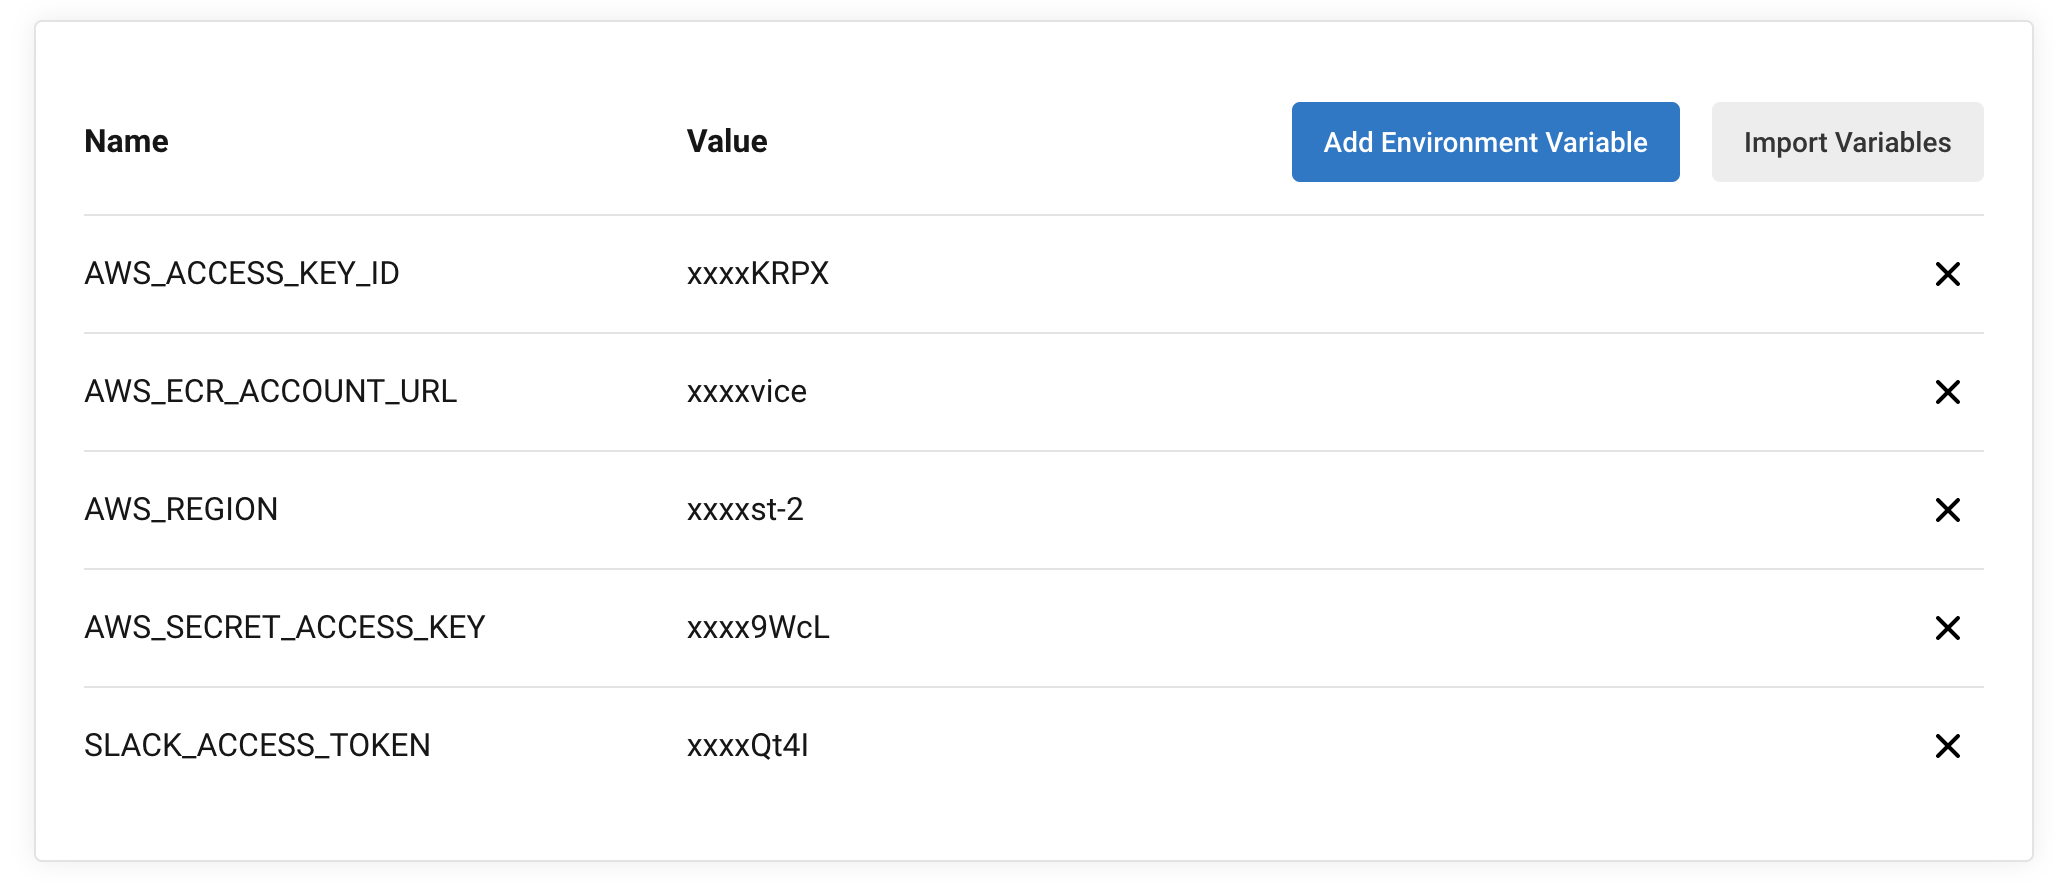 Name Value Add Environment Variable Import Variables
AWS_ACCESS_KEY_ID xxxxKRPX
AWS_ECR_ACCOUNT_URL xxxxvice
AWS_REGION xxxxst-2
AWS_SECRET_ACCESS_KEY xxxx9WcL
SLACK_ACCESS_TOKEN xxxxQt4I